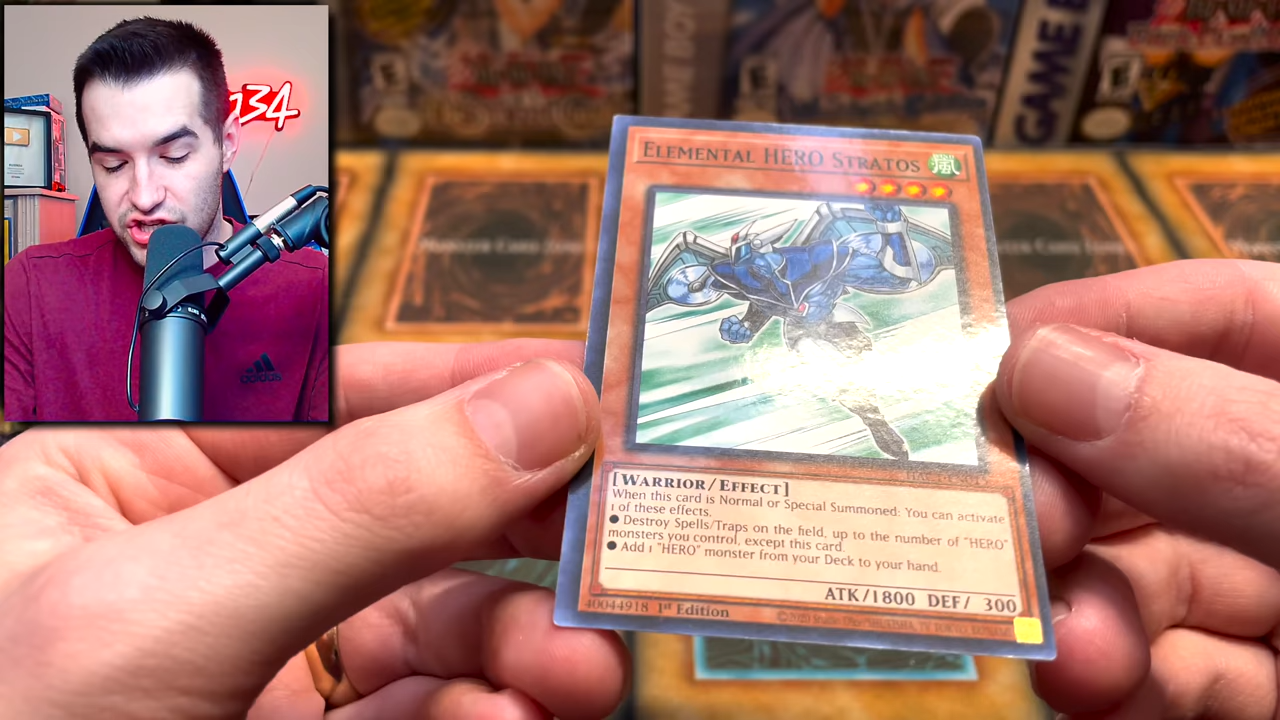 934
adidas
GAME B
ELEMENTAL HERO STRATOS
風
[WARRIOR/EFFECT]
When this card is Normal or Special Summoned: You can activate
1 of these effects.
● Destroy Spells/Traps on the field, up to the number of "HERO"
monsters you control, except this card.
● Add 1 "HERO" monster from your Deck to your hand.
ATK/1800 DEF/ 300
40044918 1st Edition